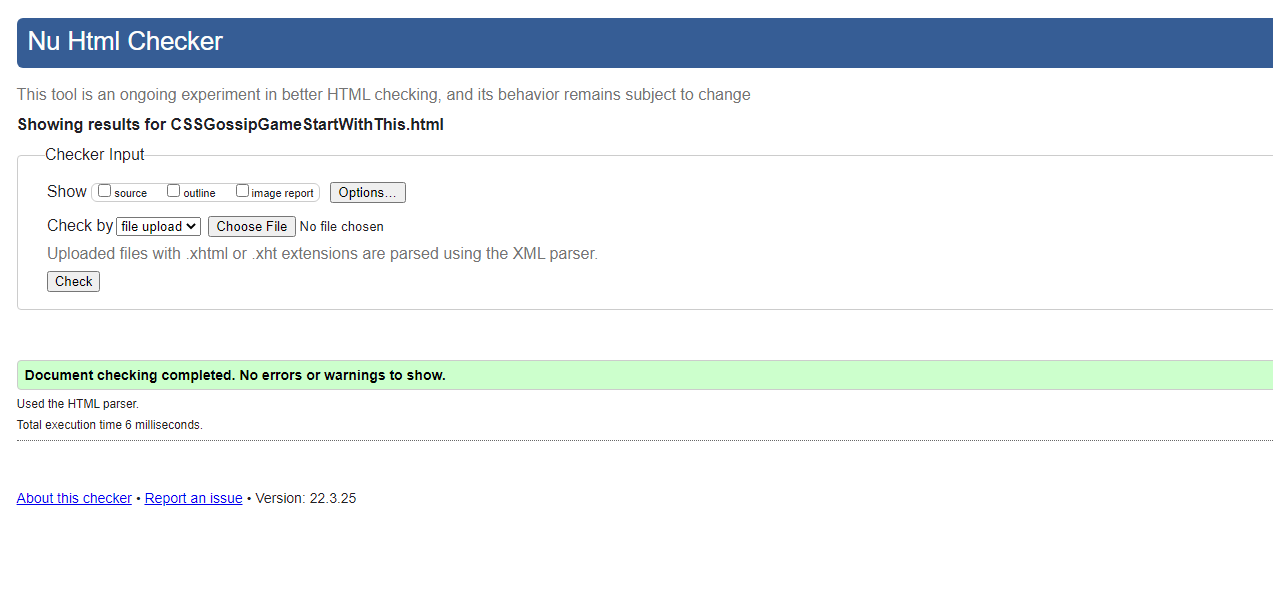 Nu Html Checker
This tool is an ongoing experiment in better HTML checking, and its behavior remains subject to change
Showing results for CSSGossipGameStartWithThis.html
Checker Input
Show source outline image report Options...
Check by file upload Choose File No file chosen
Uploaded files with .xhtml or .xht extensions are parsed using the XML parser.
Check
Document checking completed. No errors or warnings to show.
Used the HTML parser.
Total execution time 6 milliseconds.
About this checker • Report an issue • Version: 22.3.25